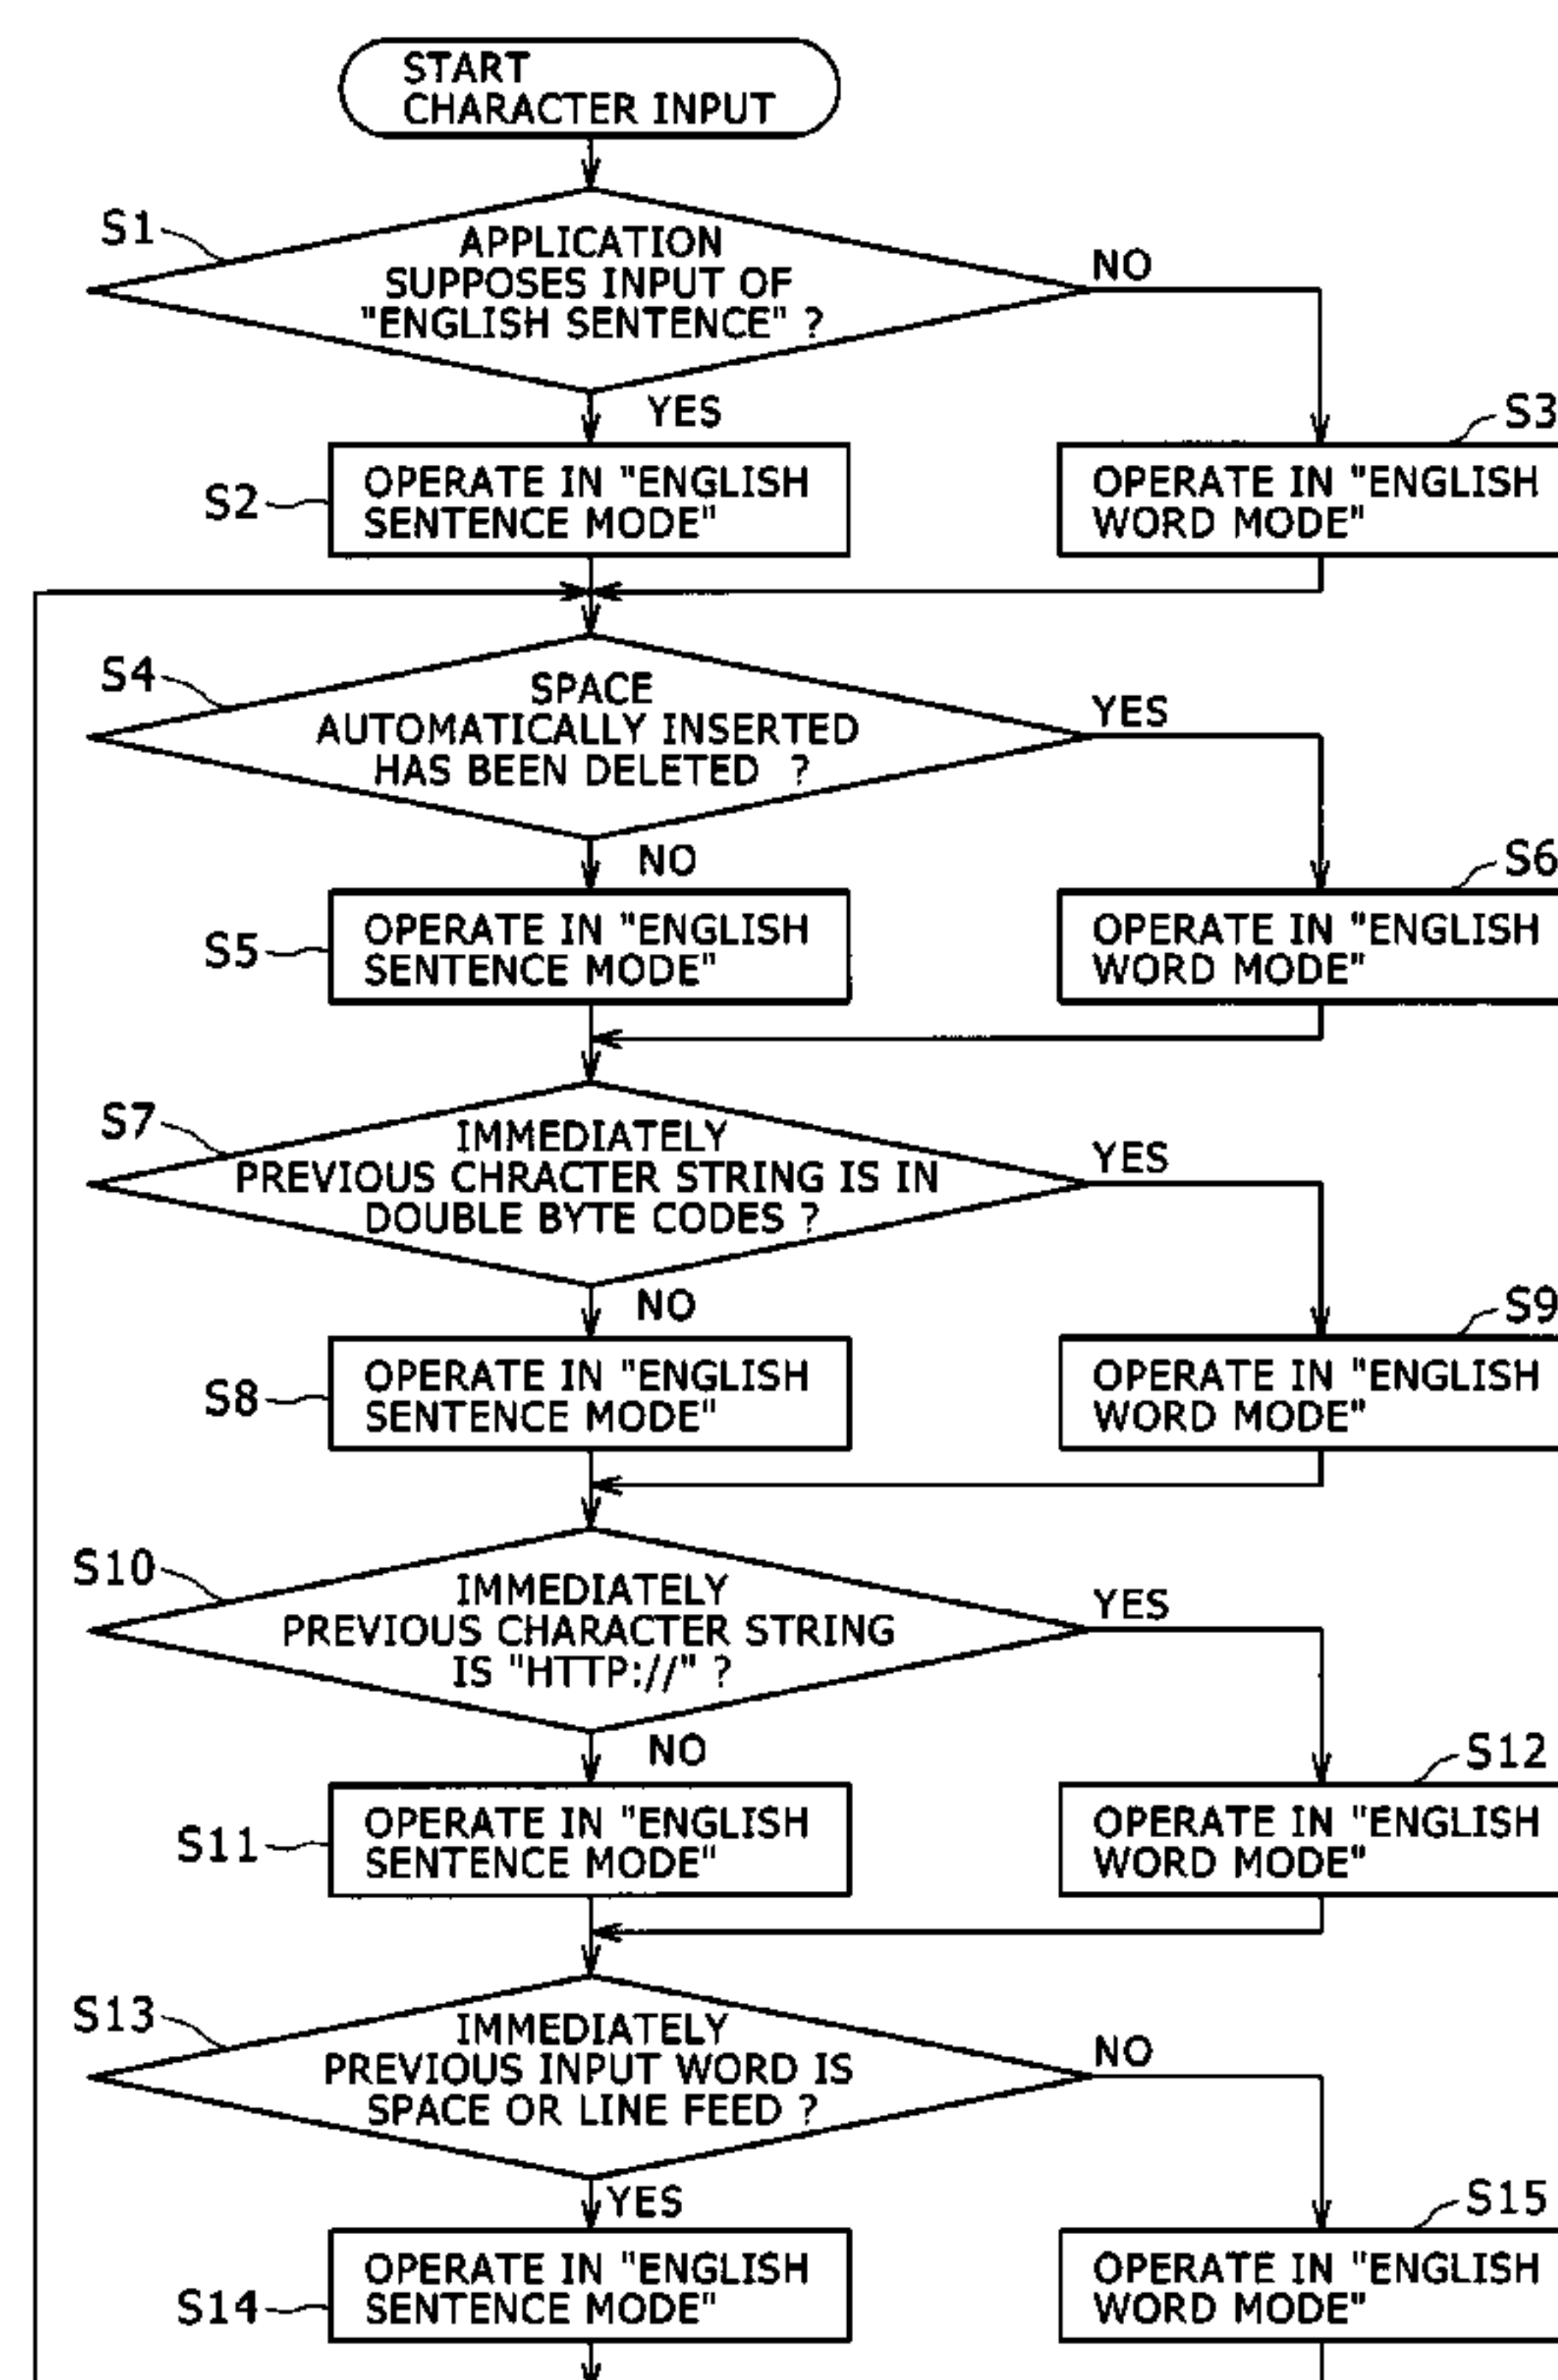 START
CHARACTER INPUT
S1
APPLICATION
SUPPOSES INPUT OF
"ENGLISH SENTENCE" ?
NO
YES
S3
S2
OPERATE IN "ENGLISH
SENTENCE MODE"
OPERATE IN "ENGLISH
WORD MODE"
S4
SPACE
AUTOMATICALLY INSERTED
HAS BEEN DELETED ?
YES
NO
S6
S5
OPERATE IN "ENGLISH
SENTENCE MODE"
OPERATE IN "ENGLISH
WORD MODE"
S7
IMMEDIATELY
PREVIOUS CHRACTER STRING IS IN
DOUBLE BYTE CODES ?
YES
NO
S9
S8
OPERATE IN "ENGLISH
SENTENCE MODE"
OPERATE IN "ENGLISH
WORD MODE"
S10
IMMEDIATELY
PREVIOUS CHARACTER STRING
IS "HTTP://" ?
YES
NO
S12
S11
OPERATE IN "ENGLISH
SENTENCE MODE"
OPERATE IN "ENGLISH
WORD MODE"
S13
IMMEDIATELY
PREVIOUS INPUT WORD IS
SPACE OR LINE FEED ?
NO
YES
S15
S14
OPERATE IN "ENGLISH
SENTENCE MODE"
OPERATE IN "ENGLISH
WORD MODE"